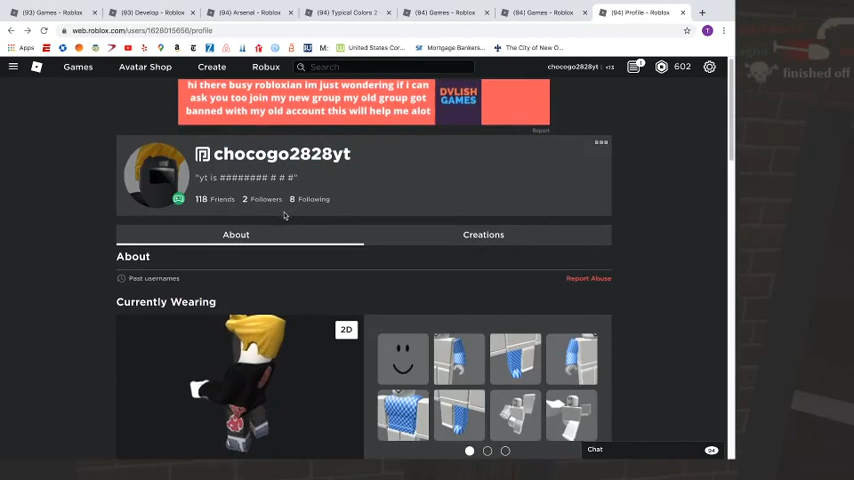 (93) Games - Roblox
(93) Develop - Roblox
(94) Arsenal - Roblox
(94) Typical Colors 2
(94) Games - Roblox
(94) Games - Roblox
(94) Profile - Roblox
web.roblox.com/users/1628015656/profile
T
Apps
United States Cor...
Mortgage Bankers...
The City of New O...
Games
Avatar Shop
Create
Robux
Search
chocogo2828yt : <13
1
602
finished off
hi there busy robloxian im just wondering if i can
ask you too join my new group my old group got
banned with my old account this will help me alot
DVLISH
GAMES
Report
chocogo2828yt
"yt is ######## # # #"
118 Friends 2 Followers 8 Following
About
Creations
About
Past usernames
Report Abuse
Currently Wearing
2D
Chat
94